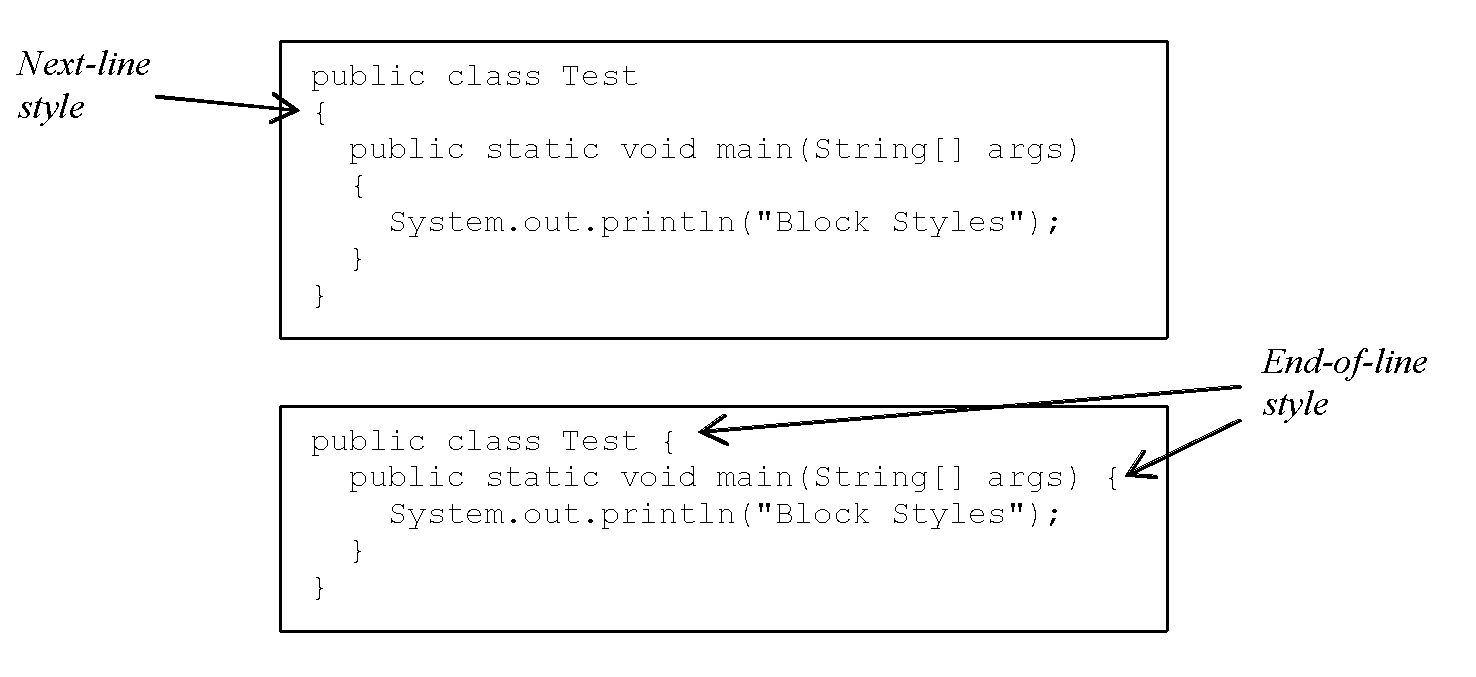 Next-line
style
public class Test
{
  public static void main(String[] args)
  {
    System.out.println("Block Styles");
  }
}
End-of-line
style
public class Test {
  public static void main(String[] args) {
    System.out.println("Block Styles");
  }
}